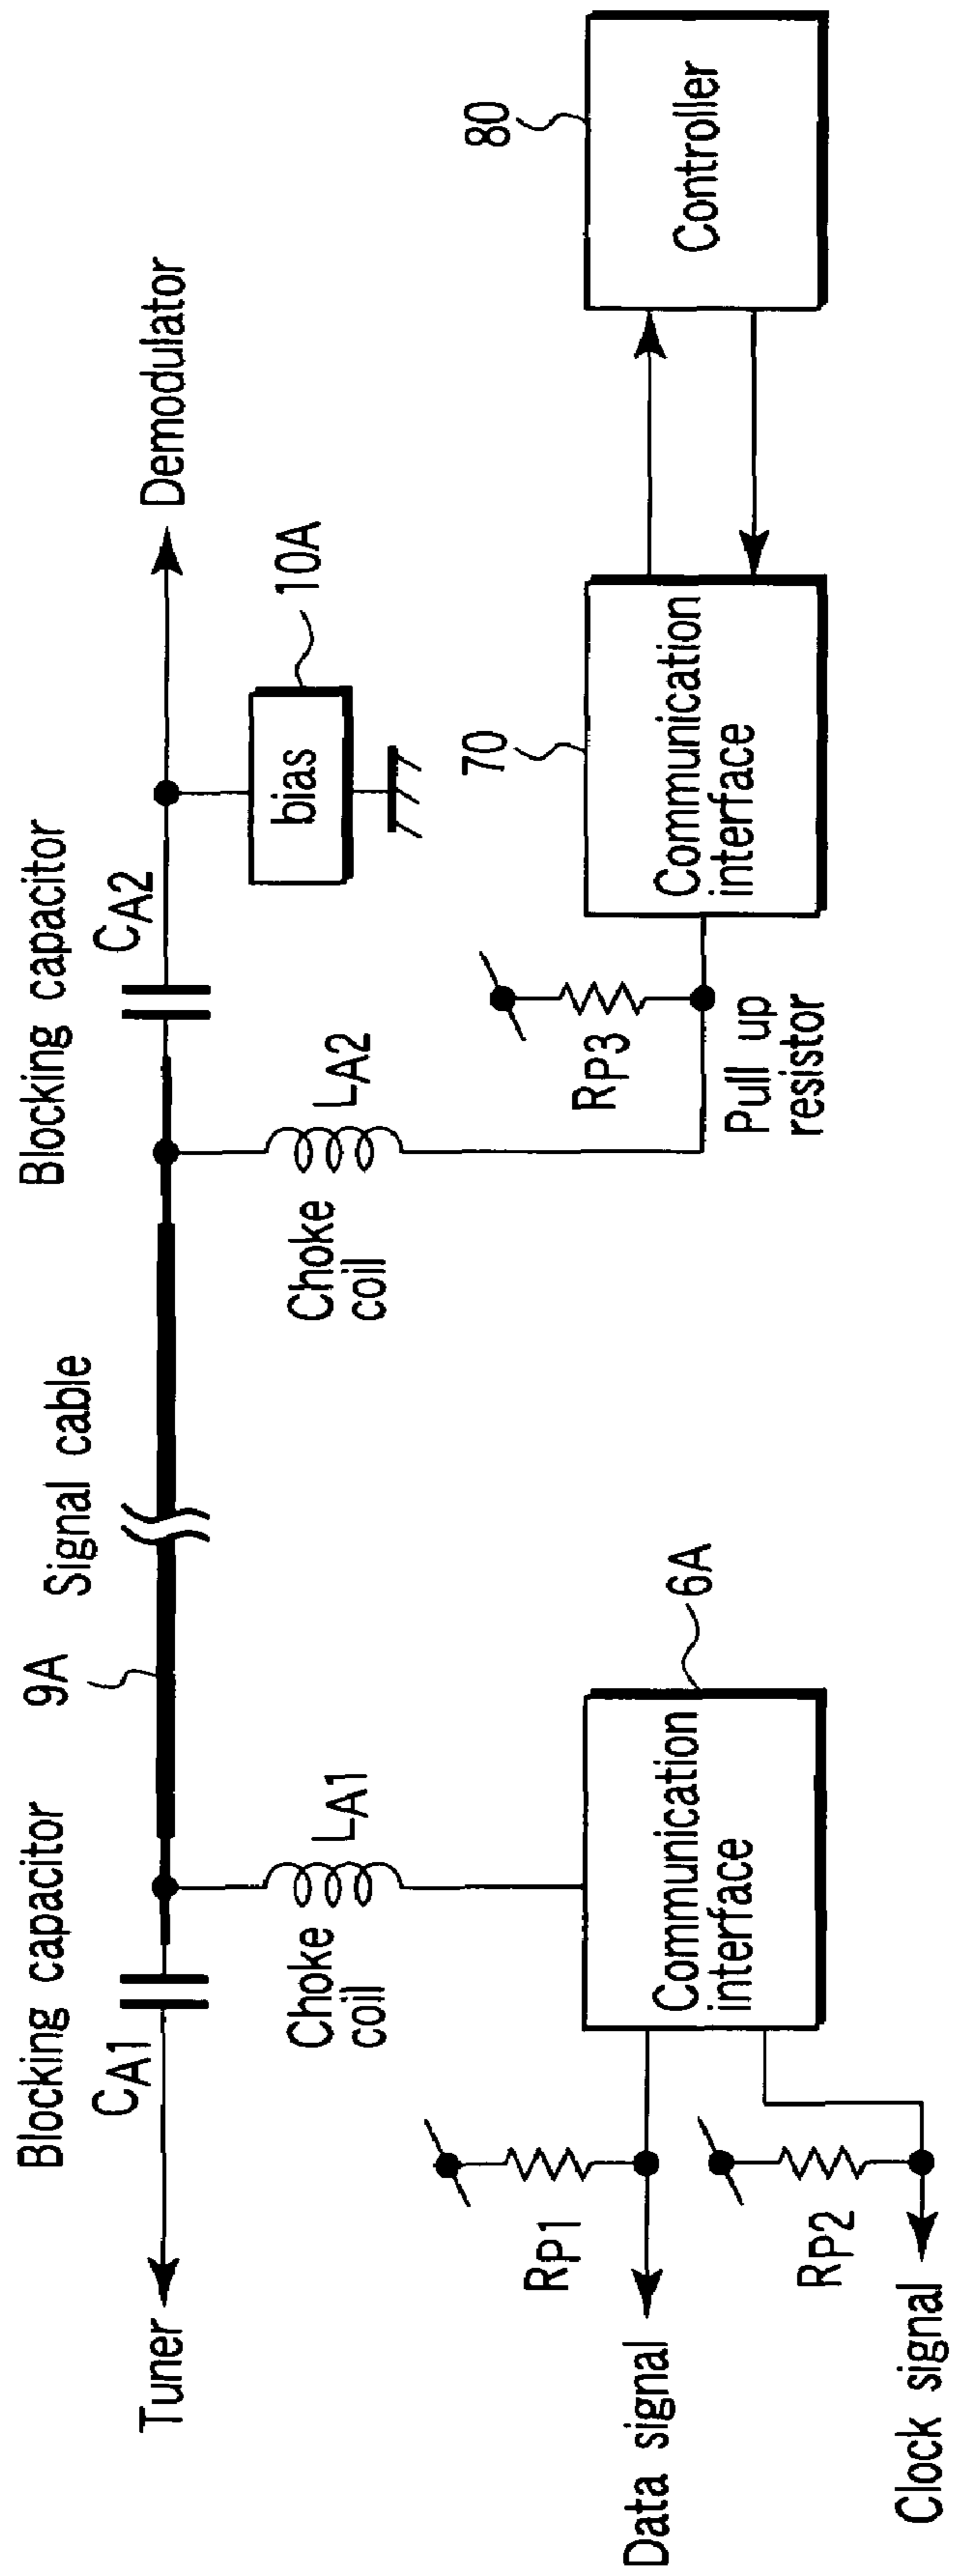 Blocking capacitor
9A
Signal cable
Blocking capacitor
CA1
CA2
Tuner
Demodulator
Choke
coil
LA1
Choke
coil
LA2
bias
10A
RP1
Data signal
RP2
Clock signal
Communication
interface
6A
RP3
Pull up
resistor
70
Communication
interface
80
Controller